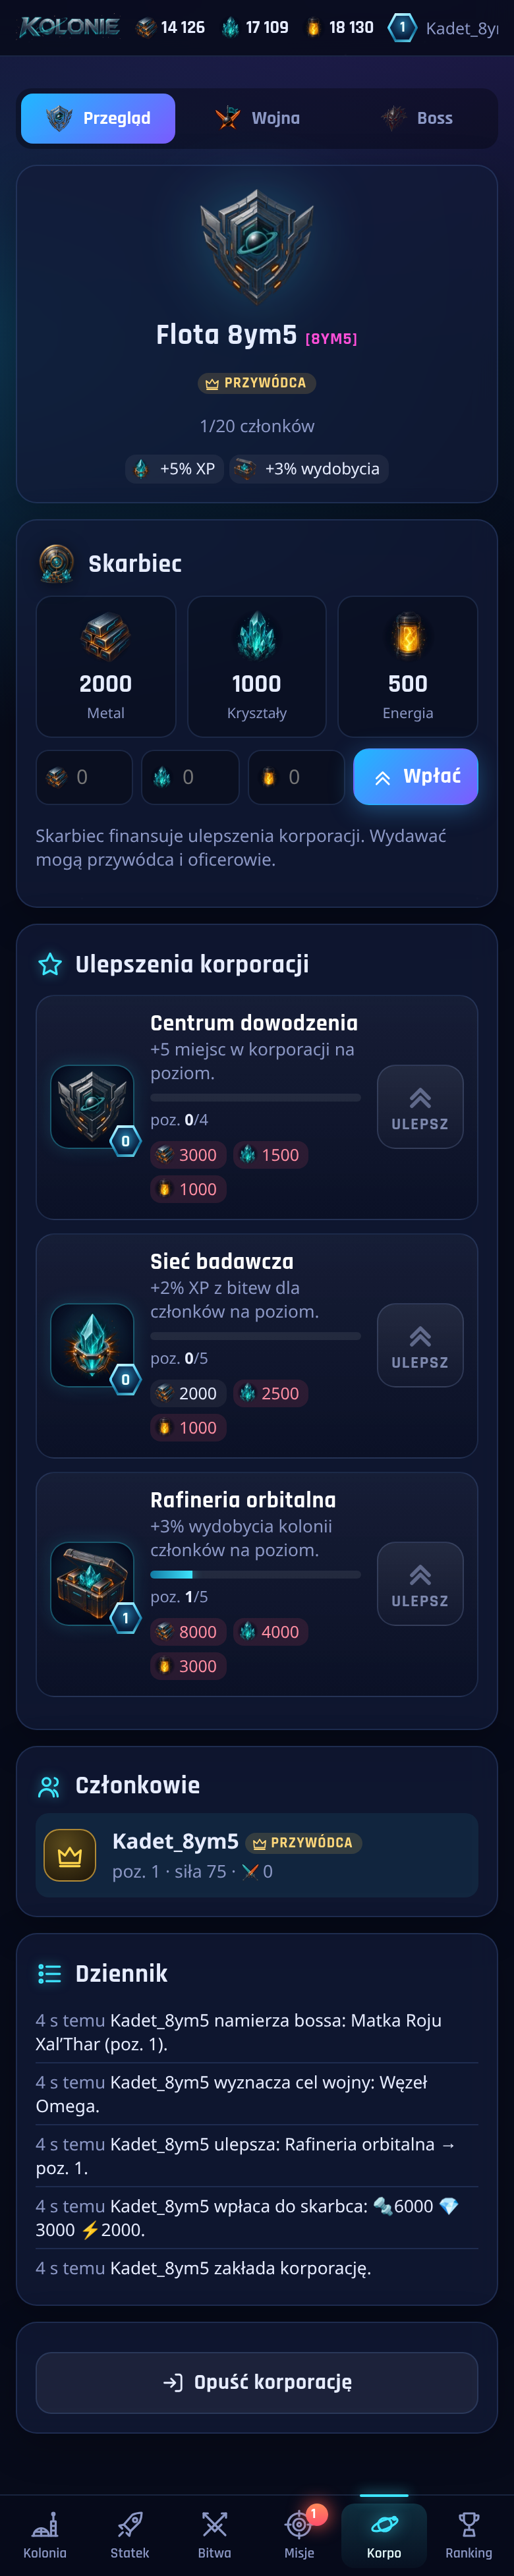 KOLONIE 14 126 17 109 18 130 1
Przegląd Wojna Boss
Flota 8ym5 [8YM5]
PRZYWÓDCA
1/20 członków
+5% XP +3% wydobycia
Skarbiec
2000 1000 500
Metal Kryształy Energia
0 0 0 Wpłać
Skarbiec finansuje ulepszenia korporacji. Wydawać
mogą przywódca i oficerowie.
Ulepszenia korporacji
Centrum dowodzenia
+5 miejsc w korporacji na
poziom.
0
poz. 0/4
3000 1500
1000
ULEPSZ
Sieć badawcza
+2% XP z bitew dla
członków na poziom.
0
poz. 0/5
2000 2500
1000
ULEPSZ
Rafineria orbitalna
+3% wydobycia kolonii
członków na poziom.
1
poz. 1/5
8000 4000
3000
ULEPSZ
Członkowie
Kadet_8ym5 PRZYWÓDCA
poz. 1 · siła 75 · ⚔️ 0
Dziennik
4 s temu Kadet_8ym5 namierza bossa: Matka Roju
Xal’Thar (poz. 1).
4 s temu Kadet_8ym5 wyznacza cel wojny: Węzeł
Omega.
4 s temu Kadet_8ym5 ulepsza: Rafineria orbitalna →
poz. 1.
4 s temu Kadet_8ym5 wpłaca do skarbca: 🔩6000 💎
3000 ⚡2000.
4 s temu Kadet_8ym5 zakłada korporację.
Opuść korporację
1
Kolonia Statek Bitwa Misje Korpo Ranking